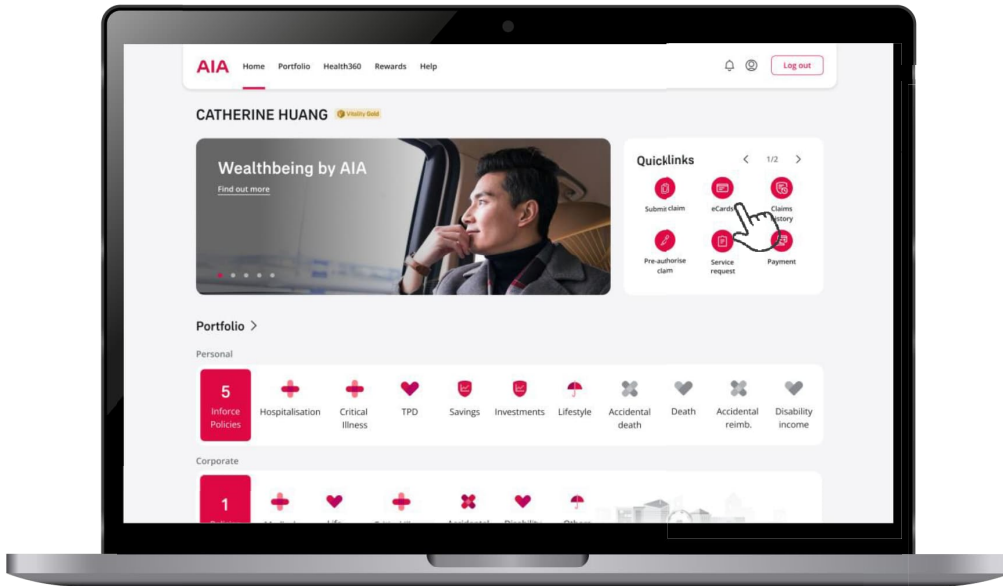 AIA Home Portfolio Health360 Rewards Help Log out
CATHERINE HUANG Vitality Gold
Wealthbeing by AIA
Find out more
Quicklinks 1/2
Submit claim eCards Claims
history
Pre-authorise Service Payment
claim request
Portfolio
Personal
5
Inforce
Policies
Hospitalisation
Critical
Illness
TPD
Savings
Investments
Lifestyle
Accidental
death
Death
Accidental
reimb.
Disability
income
Corporate
1